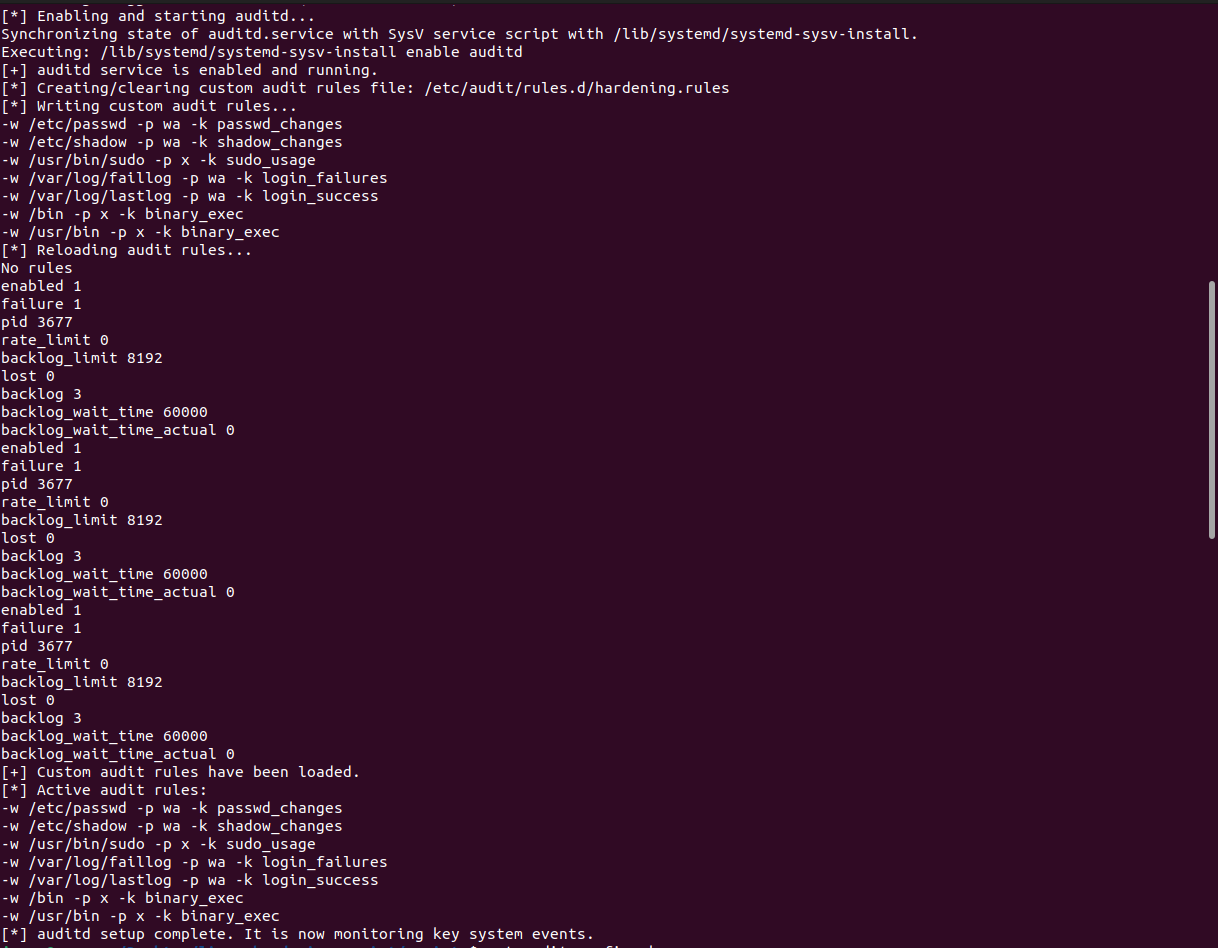 [*] Enabling and starting auditd...
Synchronizing state of auditd.service with SysV service script with /lib/systemd/systemd-sysv-install.
Executing: /lib/systemd/systemd-sysv-install enable auditd
[+] auditd service is enabled and running.
[*] Creating/clearing custom audit rules file: /etc/audit/rules.d/hardening.rules
[*] Writing custom audit rules...
-w /etc/passwd -p wa -k passwd_changes
-w /etc/shadow -p wa -k shadow_changes
-w /usr/bin/sudo -p x -k sudo_usage
-w /var/log/faillog -p wa -k login_failures
-w /var/log/lastlog -p wa -k login_success
-w /bin -p x -k binary_exec
-w /usr/bin -p x -k binary_exec
[*] Reloading audit rules...
No rules
enabled 1
failure 1
pid 3677
rate_limit 0
backlog_limit 8192
lost 0
backlog 3
backlog_wait_time 60000
backlog_wait_time_actual 0
enabled 1
failure 1
pid 3677
rate_limit 0
backlog_limit 8192
lost 0
backlog 3
backlog_wait_time 60000
backlog_wait_time_actual 0
enabled 1
failure 1
pid 3677
rate_limit 0
backlog_limit 8192
lost 0
backlog 3
backlog_wait_time 60000
backlog_wait_time_actual 0
[+] Custom audit rules have been loaded.
[*] Active audit rules:
-w /etc/passwd -p wa -k passwd_changes
-w /etc/shadow -p wa -k shadow_changes
-w /usr/bin/sudo -p x -k sudo_usage
-w /var/log/faillog -p wa -k login_failures
-w /var/log/lastlog -p wa -k login_success
-w /bin -p x -k binary_exec
-w /usr/bin -p x -k binary_exec
[*] auditd setup complete. It is now monitoring key system events.